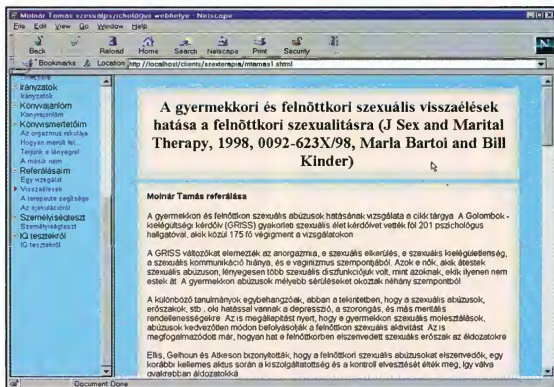 Molnár Tamás szexuálpszichológus webhelye - Netscape
File Edit View Go Window Help
Back Reload Home Search Netscape Print Security
Bookmarks Location http://localhost/clients/szexterapia/mtamas1.shtml
N
Irányzatok
Irányzatok
Könyvajánlóm
Könyvajánlóm
Könyvismertetőim
Az orgazmus
Hogyan merült fel...
Térjünk a lényegre!
A másik nem
Referálásaim
Egy vizsgálat
Visszaélések
A terapeuta segítsége
Az ejakulációról
Személyiségteszt
Személyiségteszt
IQ tesztekről
IQ tesztekről
A gyermekkori és felnőttkori szexuális visszaélések
hatása a felnőttkori szexualitásra (J Sex and Marital
Therapy, 1998, 0092-623X/98, Marla Bartoi and Bill
Kinder)
Molnár Tamás referálása
A gyermekkori és felnőttkori szexuális abúzusok hatásának vizsgálata a cikk tárgya. A Golombok -
kielégültségi kérdőív (GRISS) gyakorlati szexuális élet kérdőívet vették föl 201 pszichológus
hallgatóval, akik közül 175 fő végigment a vizsgálatokon
A GRISS változókat elemezték az anorgazmia, e szexuális elkerülés, e szexuális kielégületlenség,
a szexuális kommunikáció hiánya, és e vaginizmus szempontjából. Azok e nők, akik átestek
szexuális abúzuson, lényegesen több szexuális diszfunkciójuk volt, mint azoknak, akik ilyenen nem
estek át. A gyermekkori abúzusok mélyebb sérüléseket okoztak néhány szempontból
A különböző tanulmányok egybehangzóak, abban a tekintetben, hogy a szexuális abúzusok,
erőszakok, stb., oki hatással vannak a depresszió, a szorongás, és más mentális
rendellenességekre. Az is megállapítást nyert, hogy e gyermekkori szexuális molesztálások,
abúzusok kedvezőtlen módon befolyásolják a felnőttkori szexuális aktivitást. Az is
megfogalmazódott már, hogyan hat e felnőttkorban elszenvedett szexuális erőszak az áldozatokra
Ellis, Gelhoun és Atkeson bizonyították, hogy a felnőttkori szexuális abúzusokat elszenvedők, egy
korábbi kellemes aktus során a kiszolgáltatottság és a kontroll elvesztését élték meg, így válva
gyakrabban áldozatokká
Document Done